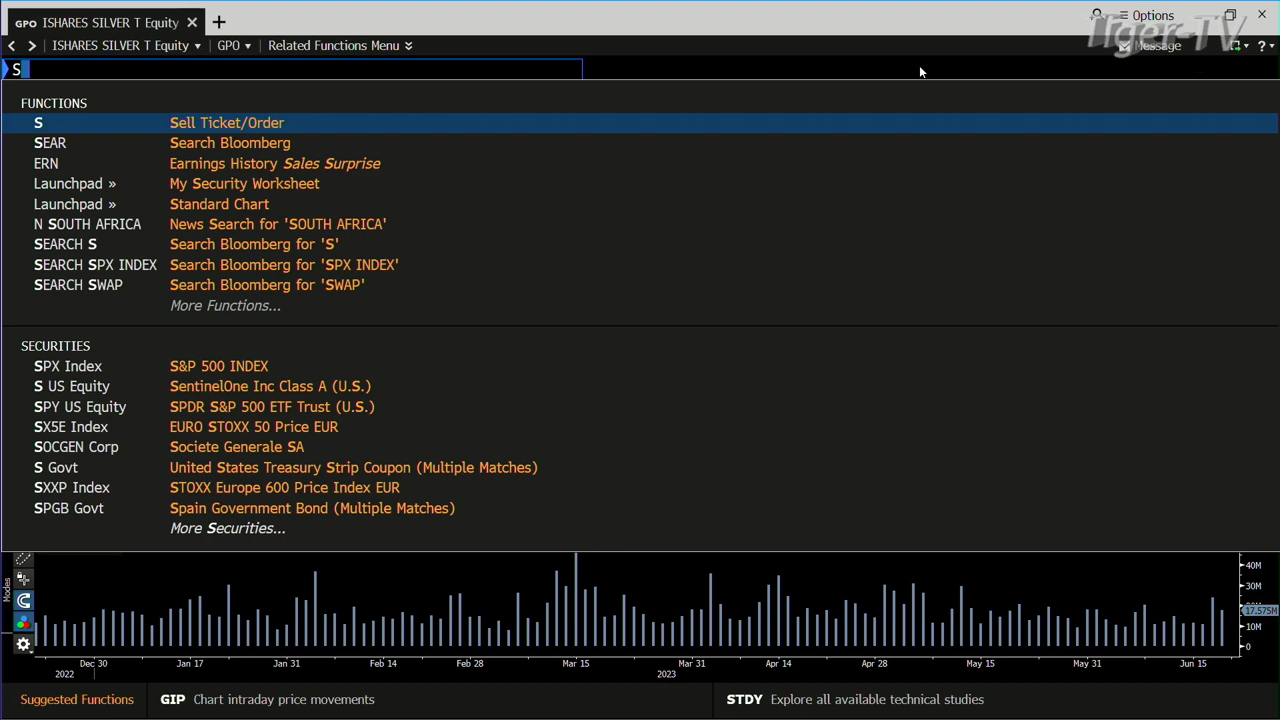 GPO ISHARES SILVER T Equity × +
Options
ISHARES SILVER T Equity GPO Related Functions Menu
Message
Tiger-TV
S
FUNCTIONS
S Sell Ticket/Order
SEAR Search Bloomberg
ERN Earnings History Sales Surprise
Launchpad » My Security Worksheet
Launchpad » Standard Chart
N SOUTH AFRICA News Search for 'SOUTH AFRICA'
SEARCH S Search Bloomberg for 'S'
SEARCH SPX INDEX Search Bloomberg for 'SPX INDEX'
SEARCH SWAP Search Bloomberg for 'SWAP'
More Functions...
SECURITIES
SPX Index S&P 500 INDEX
S US Equity SentinelOne Inc Class A (U.S.)
SPY US Equity SPDR S&P 500 ETF Trust (U.S.)
SX5E Index EURO STOXX 50 Price EUR
SOCGEN Corp Societe Generale SA
S Govt United States Treasury Strip Coupon (Multiple Matches)
SXXP Index STOXX Europe 600 Price Index EUR
SPGB Govt Spain Government Bond (Multiple Matches)
More Securities...
Modes
40M
30M
17.575M
10M
0
Dec 30 Jan 17 Jan 31 Feb 14 Feb 28 Mar 15 Mar 31 Apr 14 Apr 28 May 15 May 31 Jun 15
2022 2023
Suggested Functions GIP Chart intraday price movements STDY Explore all available technical studies